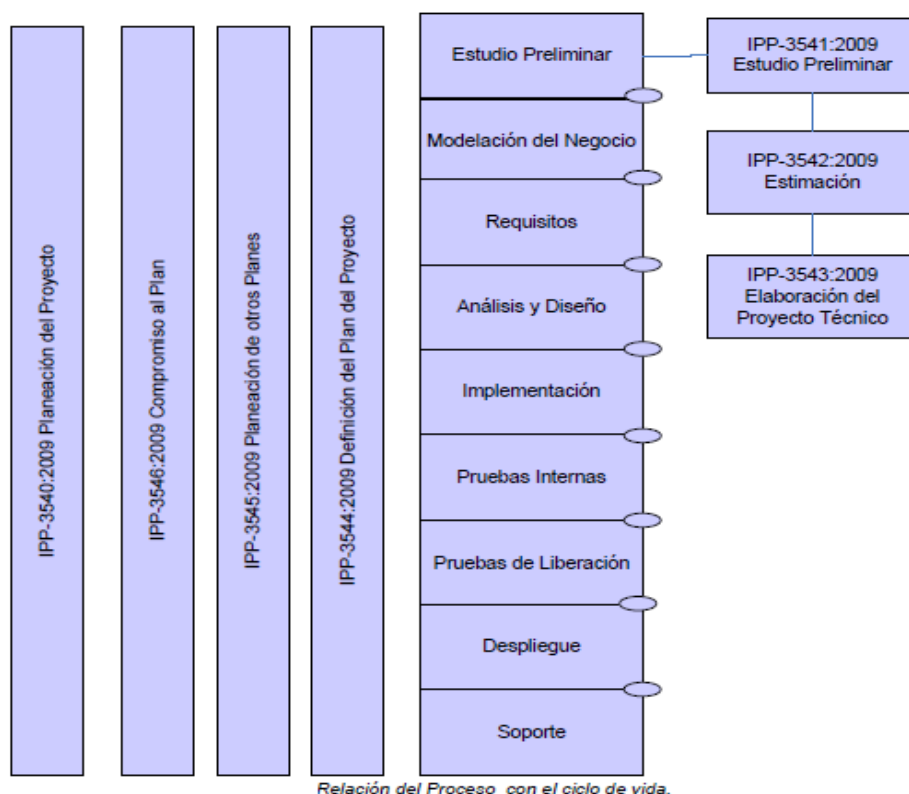 IPP-3540:2009 Planeación del Proyecto
IPP-3546:2009 Compromiso al Plan
IPP-3545:2009 Planeación de otros Planes
IPP-3544:2009 Definición del Plan del Proyecto
Estudio Preliminar
Modelación del Negocio
Requisitos
Análisis y Diseño
Implementación
Pruebas Internas
Pruebas de Liberación
Despliegue
Soporte
IPP-3541:2009
Estudio Preliminar
IPP-3542:2009
Estimación
IPP-3543:2009
Elaboración del
Proyecto Técnico
Relación del Proceso con el ciclo de vida.